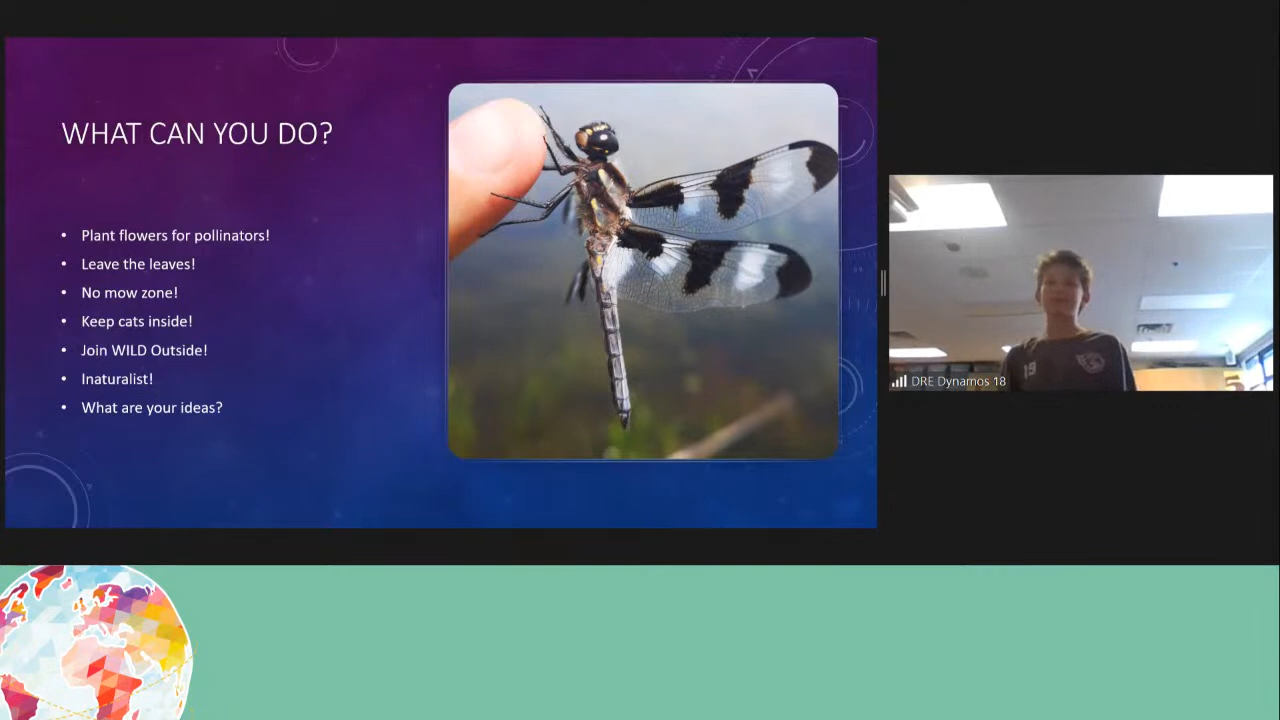 WHAT CAN YOU DO?
• Plant flowers for pollinators!
• Leave the leaves!
• No mow zone!
• Keep cats inside!
• Join WILD Outside!
• Inaturalist!
• What are your ideas?
19
DRE Dynamos 18